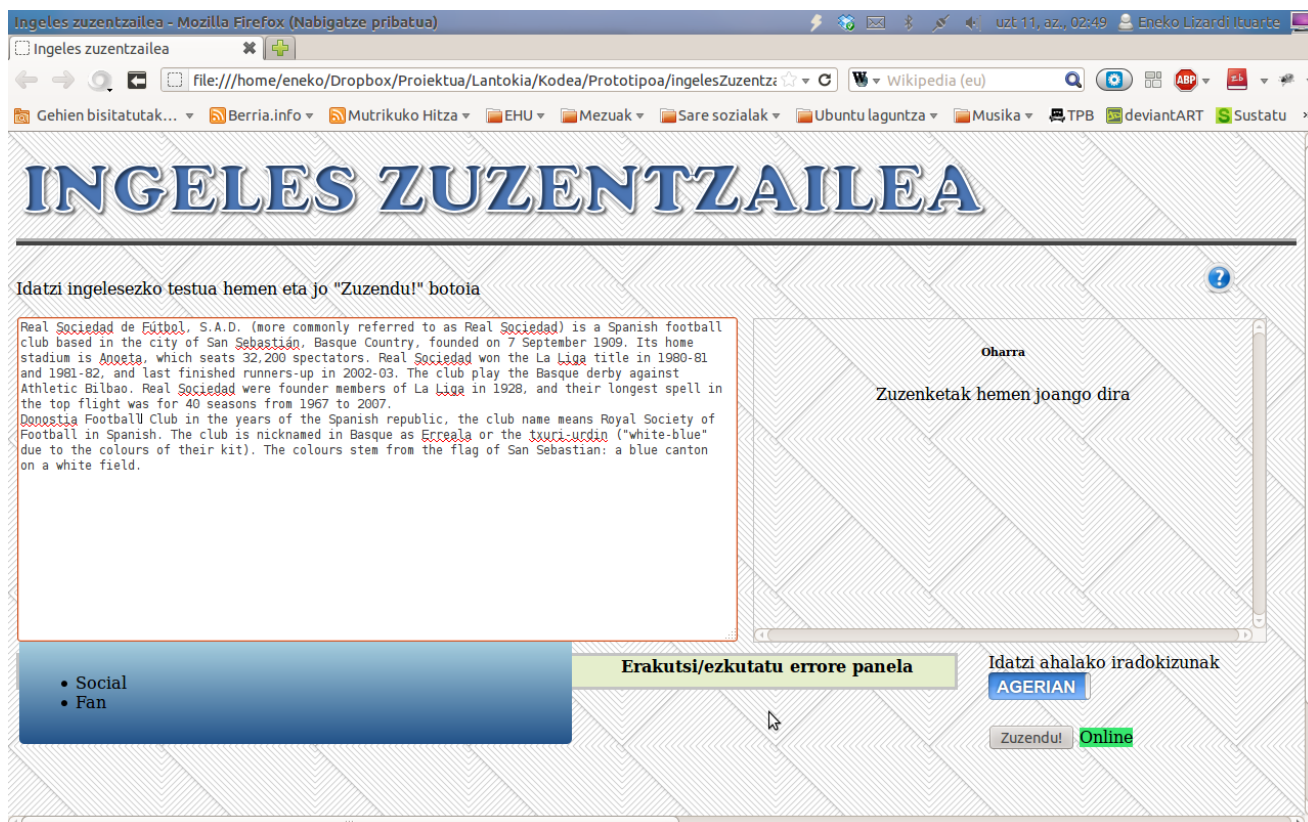 Ingeles zuzentzailea - Mozilla Firefox (Nabigatze pribatua) uzt 11, az., 02:49 Eneko Lizardi Ituarte
Ingeles zuzentzailea
file:///home/eneko/Dropbox/Proiektua/Lantokia/Kodea/Prototipoa/ingelesZuzentza W Wikipedia (eu) ABP
Gehien bisitatutak... Berria.info Mutrikuko Hitza EHU Mezuak Sare sozialak Ubuntu laguntza Musika TPB deviantART S Sustatu
INGELES ZUZENTZAILEA
Idatzi ingelesezko testua hemen eta jo "Zuzendu!" botoia
Real Sociedad de Fútbol, S.A.D. (more commonly referred to as Real Sociedad) is a Spanish football
club based in the city of San Sebastián, Basque Country, founded on 7 September 1909. Its home
stadium is Anoeta, which seats 32,200 spectators. Real Sociedad won the La Liga title in 1980-81
and 1981-82, and last finished runners-up in 2002-03. The club play the Basque derby against
Athletic Bilbao. Real Sociedad were founder members of La Liga in 1928, and their longest spell in
the top flight was for 40 seasons from 1967 to 2007.
Donostia Football Club in the years of the Spanish republic, the club name means Royal Society of
Football in Spanish. The club is nicknamed in Basque as Erreala or the txuri-urdin ("white-blue"
due to the colours of their kit). The colours stem from the flag of San Sebastian: a blue canton
on a white field.
Oharra
Zuzenketak hemen joango dira
• Social
• Fan
Erakutsi/ezkutatu errore panela
Idatzi ahalako iradokizunak
AGERIAN
Zuzendu! Online